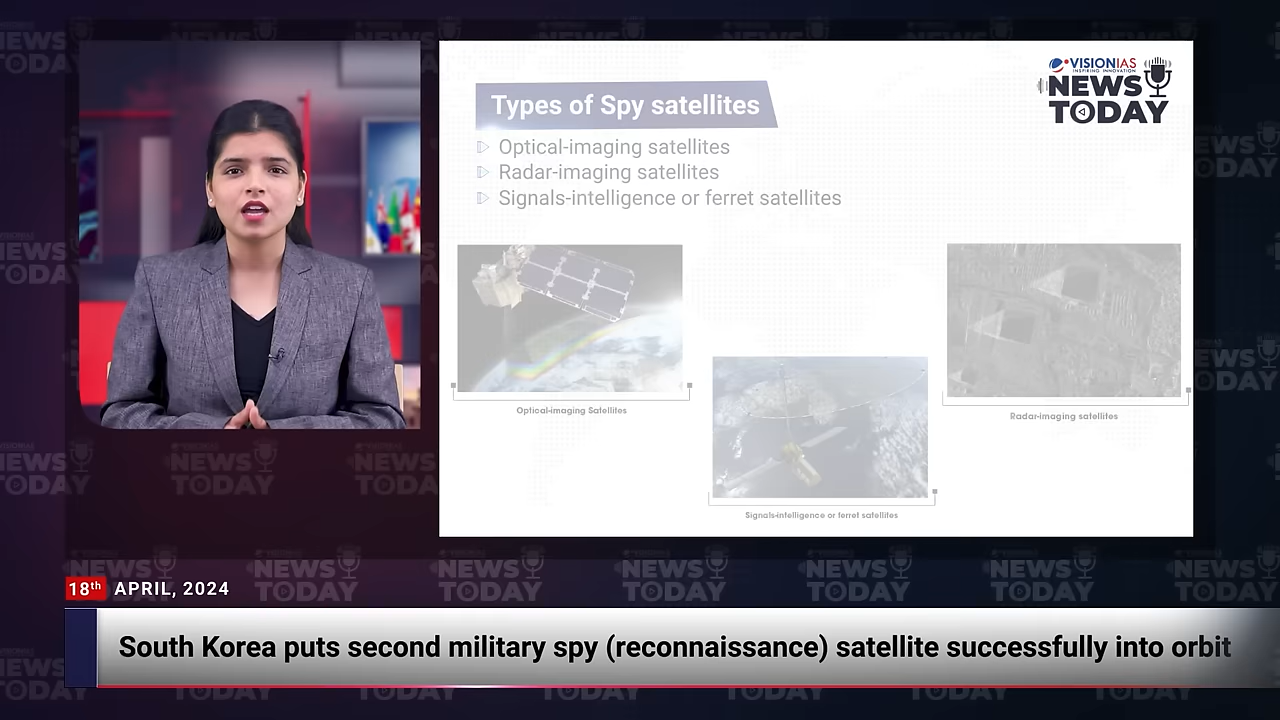 VISIONIAS
INSPIRING INNOVATION
NEWS
TODAY
Types of Spy satellites
Optical-imaging satellites
Radar-imaging satellites
Signals-intelligence or ferret satellites
Optical-imaging Satellites
Radar-imaging satellites
Signals-intelligence or ferret satellites
18th APRIL, 2024
South Korea puts second military spy (reconnaissance) satellite successfully into orbit